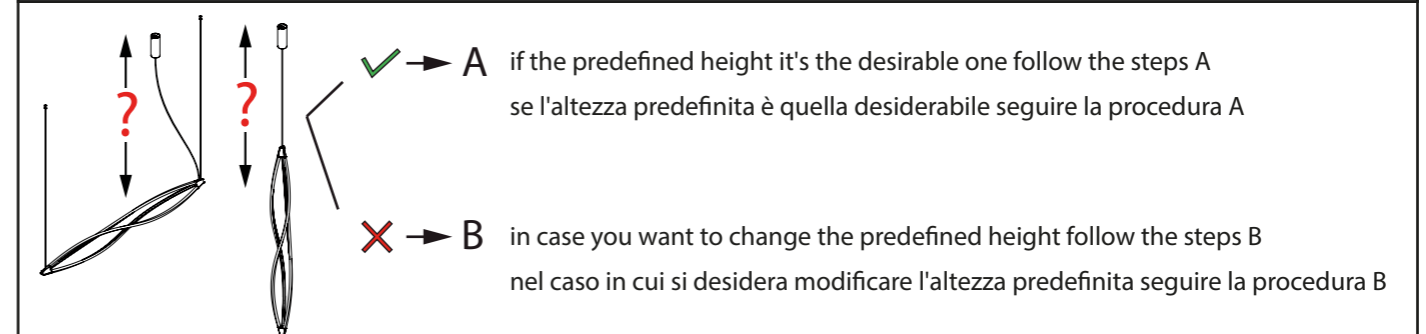 ?
?
A if the predefined height it's the desirable one follow the steps A
se l'altezza predefinita è quella desiderabile seguire la procedura A
B in case you want to change the predefined height follow the steps B
nel caso in cui si desidera modificare l'altezza predefinita seguire la procedura B